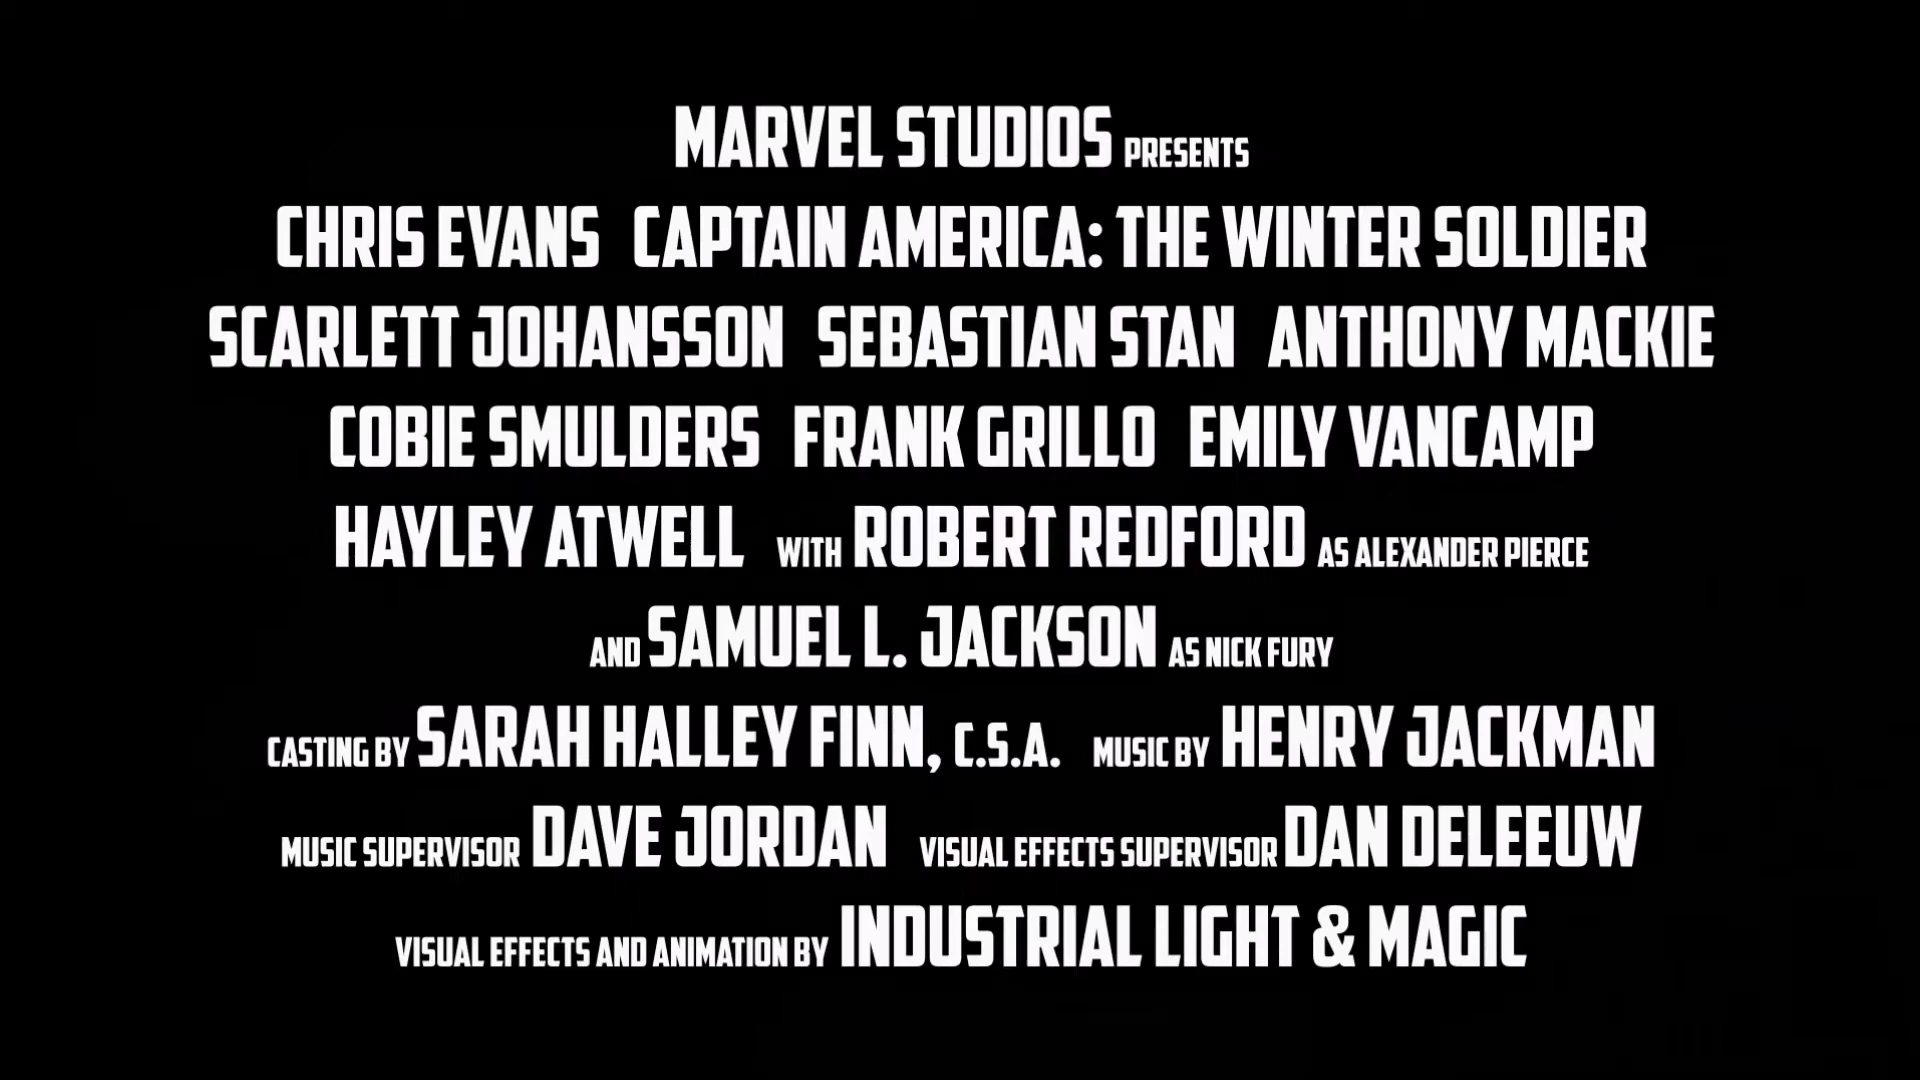 MARVEL STUDIOS PRESENTS
CHRIS EVANS CAPTAIN AMERICA: THE WINTER SOLDIER
SCARLETT JOHANSSON SEBASTIAN STAN ANTHONY MACKIE
COBIE SMULDERS FRANK GRILLO EMILY VANCAMP
HAYLEY ATWELL WITH ROBERT REDFORD AS ALEXANDER PIERCE
AND SAMUEL L. JACKSON AS NICK FURY
CASTING BY SARAH HALLEY FINN, C.S.A. MUSIC BY HENRY JACKMAN
MUSIC SUPERVISOR DAVE JORDAN VISUAL EFFECTS SUPERVISOR DAN DELEEUW
VISUAL EFFECTS AND ANIMATION BY INDUSTRIAL LIGHT & MAGIC